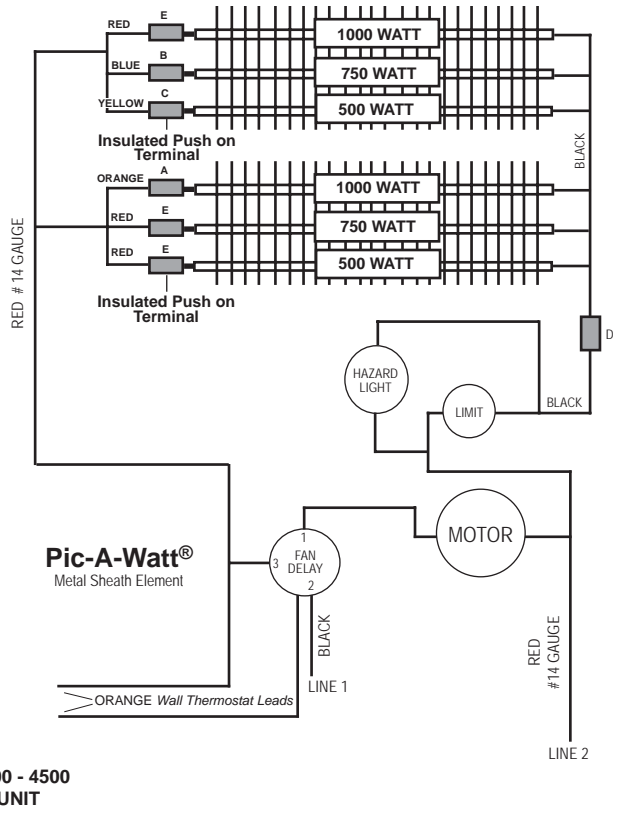 E
RED
1000 WATT
B
BLUE
750 WATT
C
YELLOW
500 WATT
Insulated Push on
Terminal
BLACK
A
ORANGE
1000 WATT
E
RED
750 WATT
E
RED
500 WATT
Insulated Push on
Terminal
RED # 14 GAUGE
D
HAZARD
LIGHT
LIMIT
BLACK
1
3
FAN
DELAY
2
MOTOR
Pic-A-Watt®
Metal Sheath Element
BLACK
RED
#14 GAUGE
LINE 1
ORANGE Wall Thermostat Leads
LINE 2
- 4500
UNIT